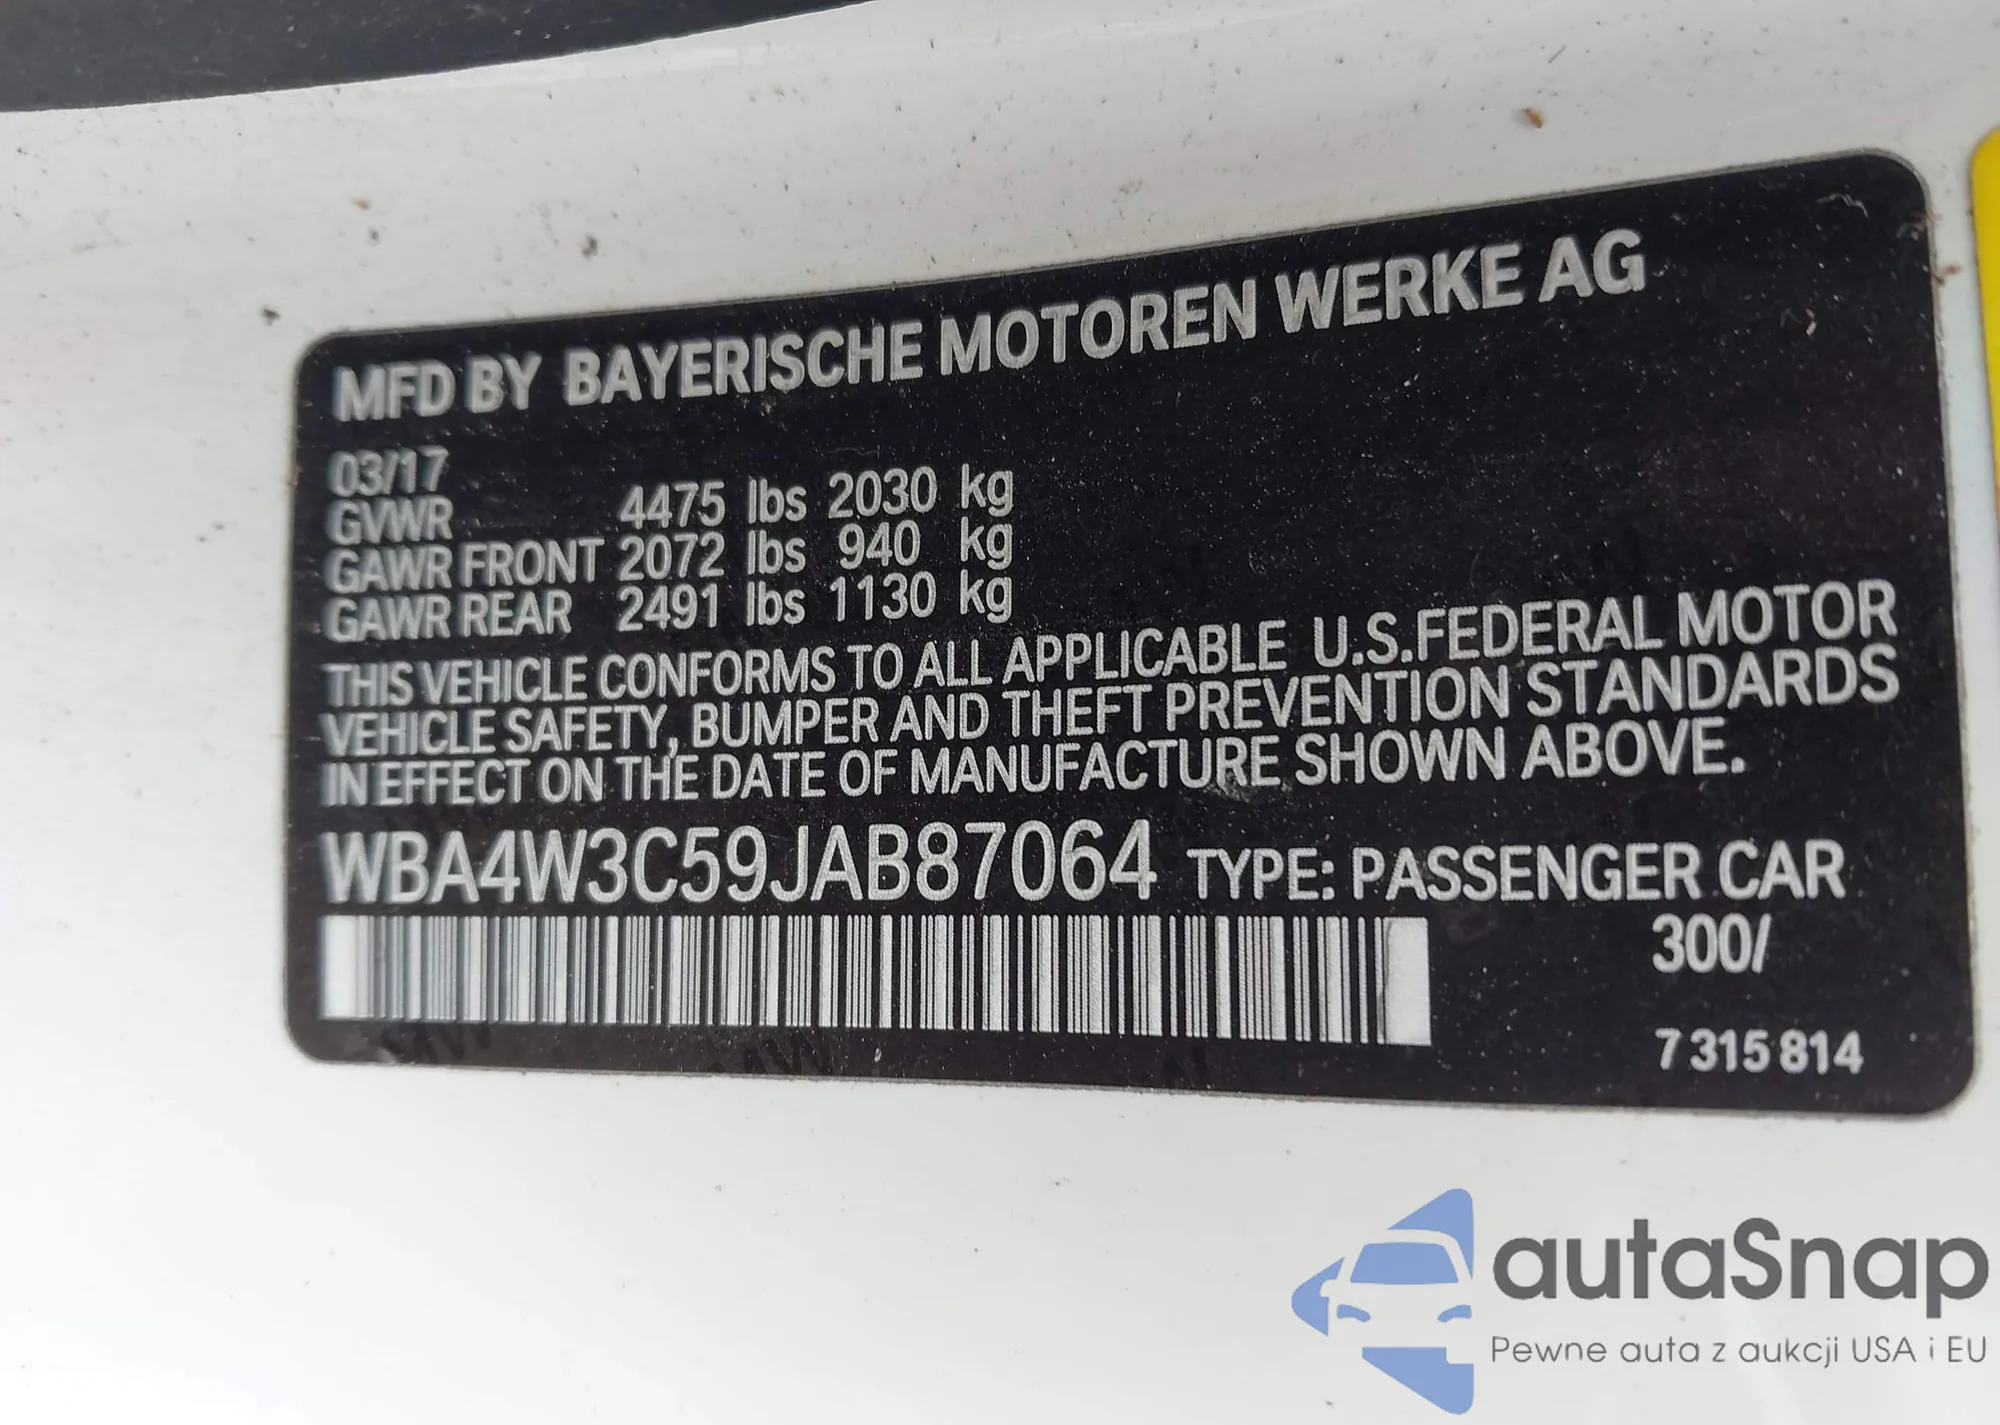 MFD BY BAYERISCHE MOTOREN WERKE AG
03/17
GVWR 4475 lbs 2030 kg
GAWR FRONT 2072 lbs 940 kg
GAWR REAR 2491 lbs 1130 kg
THIS VEHICLE CONFORMS TO ALL APPLICABLE U.S.FEDERAL MOTOR
VEHICLE SAFETY, BUMPER AND THEFT PREVENTION STANDARDS
IN EFFECT ON THE DATE OF MANUFACTURE SHOWN ABOVE.
WBA4W3C59JAB87064 TYPE: PASSENGER CAR
300/
7 315 814
autaSnap
Pewne auta z aukcji USA i EU